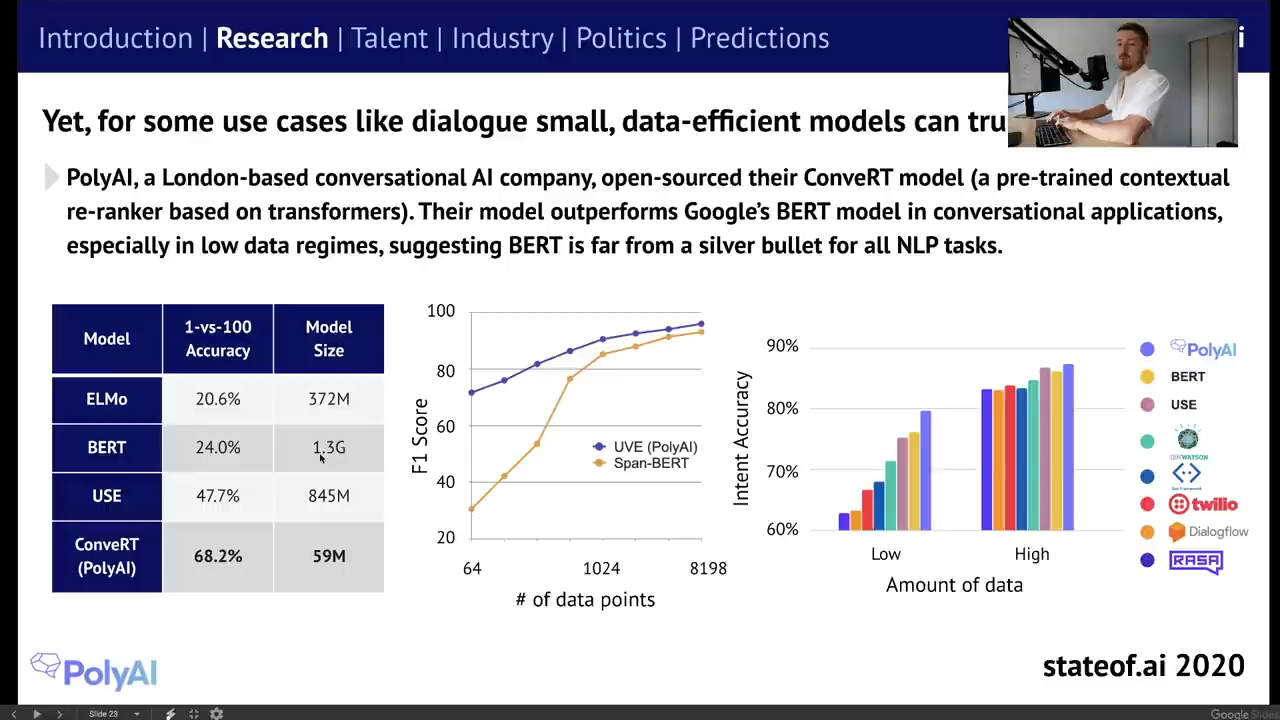 Introduction | Research | Talent | Industry | Politics | Predictions
i
Yet, for some use cases like dialogue small, data-efficient models can tru
PolyAI, a London-based conversational AI company, open-sourced their ConveRT model (a pre-trained contextual
re-ranker based on transformers). Their model outperforms Google's BERT model in conversational applications,
especially in low data regimes, suggesting BERT is far from a silver bullet for all NLP tasks.
Model
1-vs-100
Accuracy
Model
Size
ELMo 20.6% 372M
BERT 24.0% 1.3G
USE 47.7% 845M
ConveRT
(PolyAI)
68.2% 59M
100
80
60
40
20
F1 Score
UVE (PolyAI)
Span-BERT
64 1024 8198
# of data points
90%
80%
70%
60%
Intent Accuracy
Low High
Amount of data
PolyAI
BERT
USE
WATSON
twilio
Dialogflow
RASA
PolyAI
stateof.ai 2020
Slide 23
Google Slides